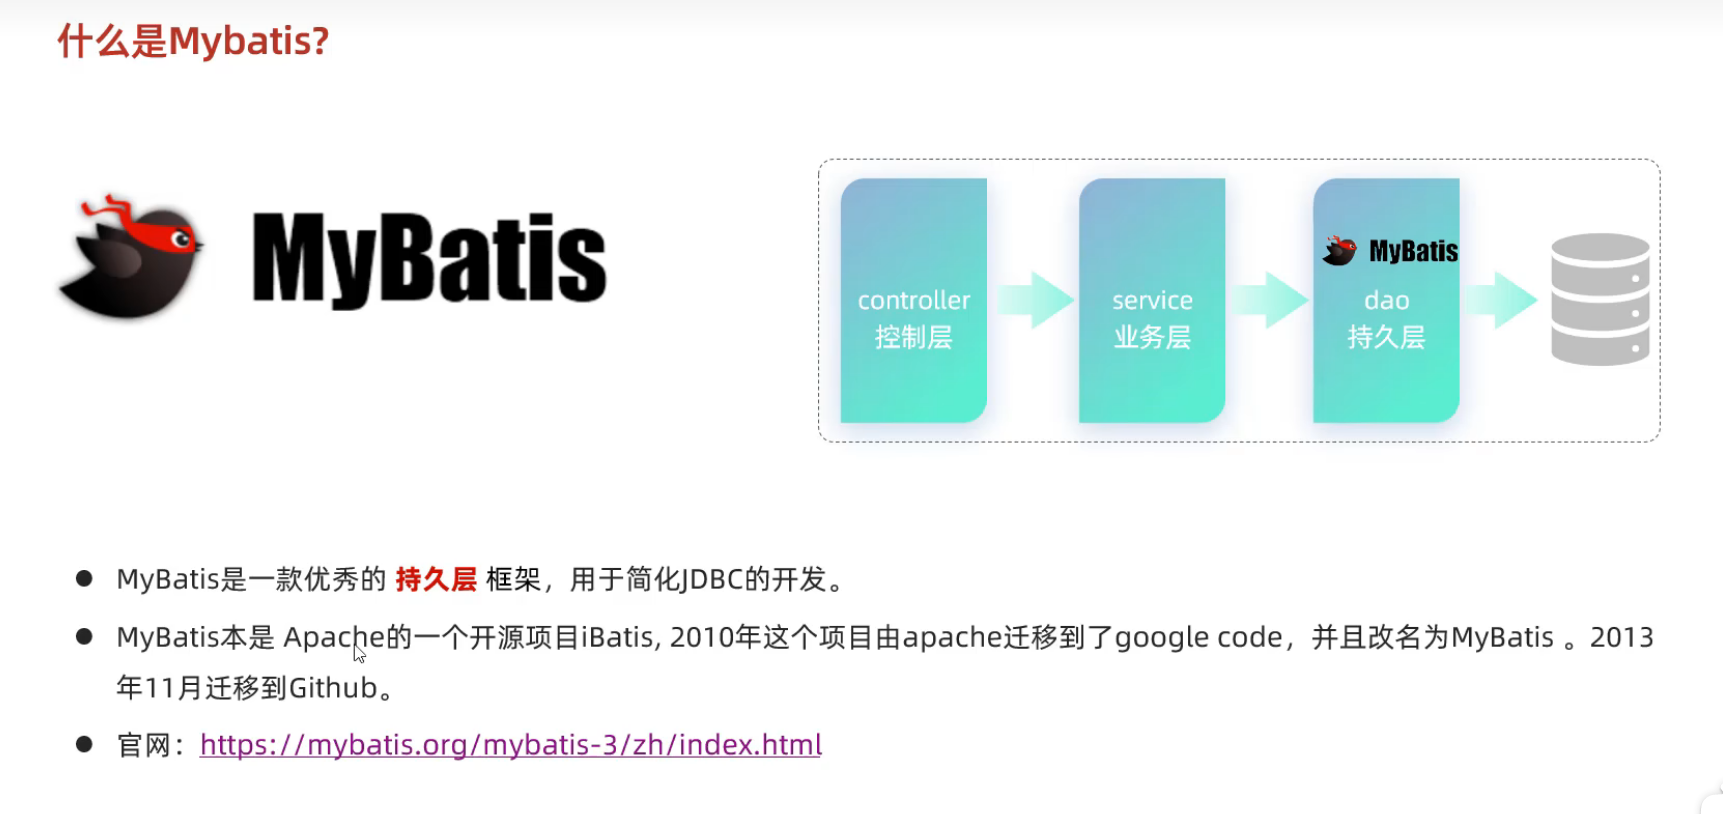 什么是Mybatis?
MyBatis
MyBatis
controller
控制层
service
业务层
dao
持久层
MyBatis是一款优秀的 持久层 框架，用于简化JDBC的开发。
MyBatis本是 Apache的一个开源项目iBatis, 2010年这个项目由apache迁移到了google code，并且改名为MyBatis 。2013
年11月迁移到Github。
官网：https://mybatis.org/mybatis-3/zh/index.html